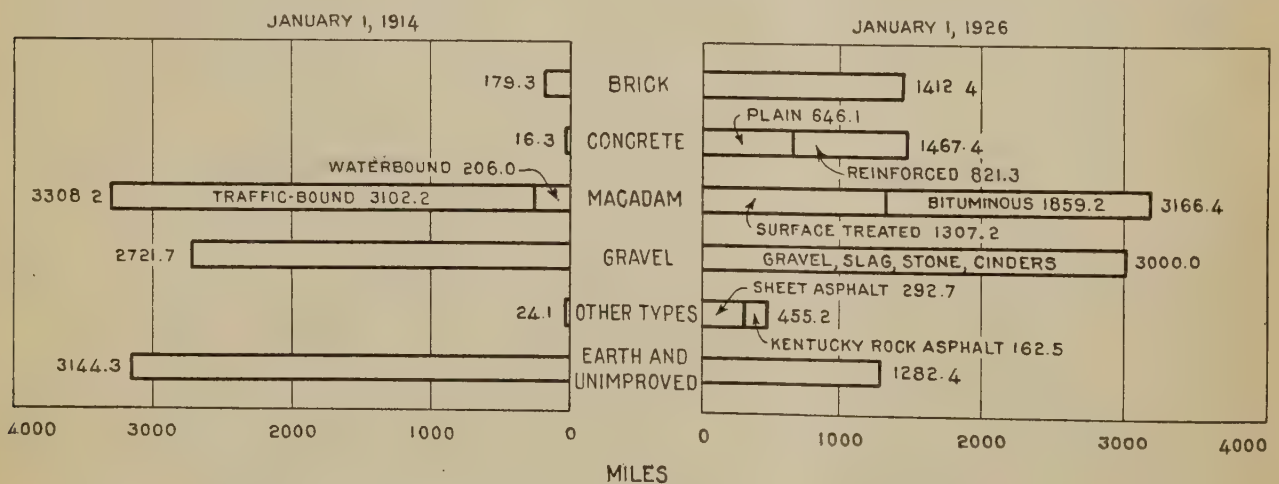 JANUARY 1, 1914
JANUARY 1, 1926
179.3
BRICK
1412 4
PLAIN 646.1
16.3
CONCRETE
1467.4
WATERBOUND 206.0
REINFORCED 821.3
3308 2
TRAFFIC-BOUND 3102.2
MACADAM
BITUMINOUS 1859.2
3166.4
SURFACE TREATED 1307.2
2721.7
GRAVEL
GRAVEL, SLAG, STONE, CINDERS
3000.0
SHEET ASPHALT 292.7
24.1
OTHER TYPES
455.2
KENTUCKY ROCK ASPHALT 162.5
3144.3
EARTH AND
UNIMPROVED
1282.4
4000 3000 2000 1000 0
0 1000 2000 3000 4000
MILES